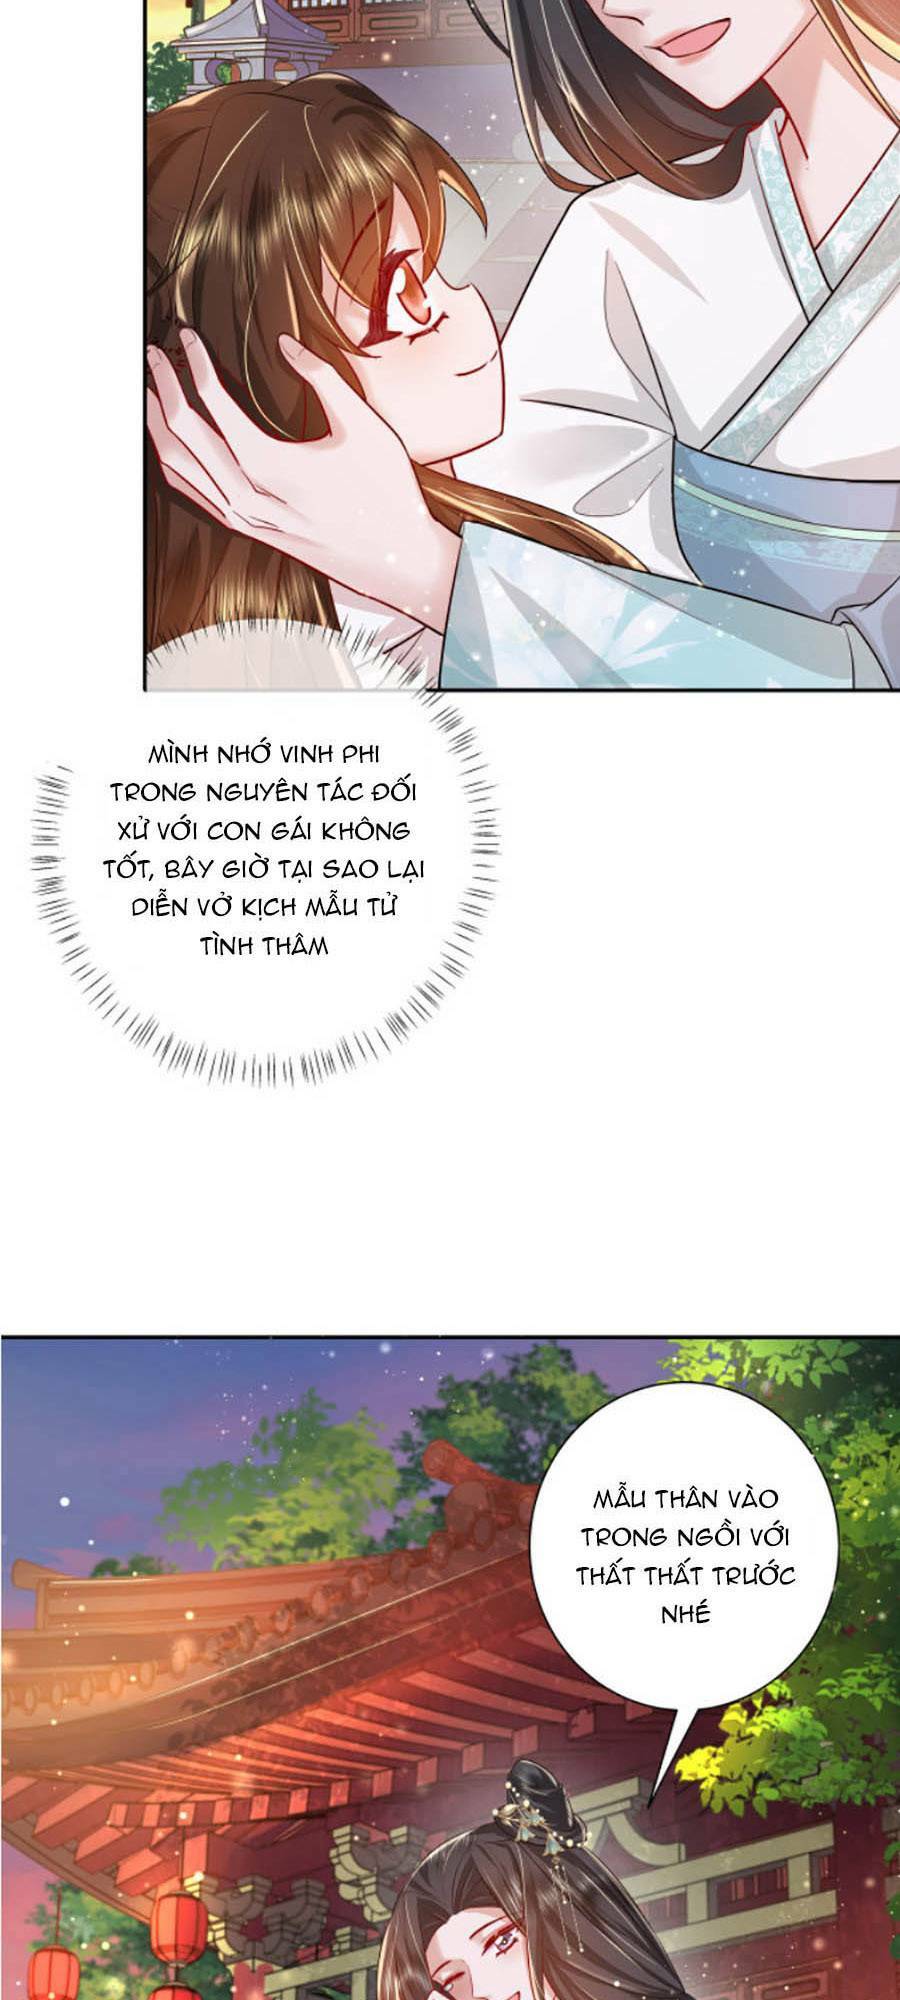 MÌNH NHỚ VINH PHI
TRONG NGUYÊN TÁC ĐỐI
XỬ VỚI CON GÁI KHÔNG
TỐT, BÂY GIỜ TẠI SAO LẠI
DIỄN VỞ KỊCH MẪU TỬ
TÌNH THÂM
MẪU THÂN VÀO
TRONG NGỒI VỚI
THẤT THẤT TRƯỚC
NHÉ